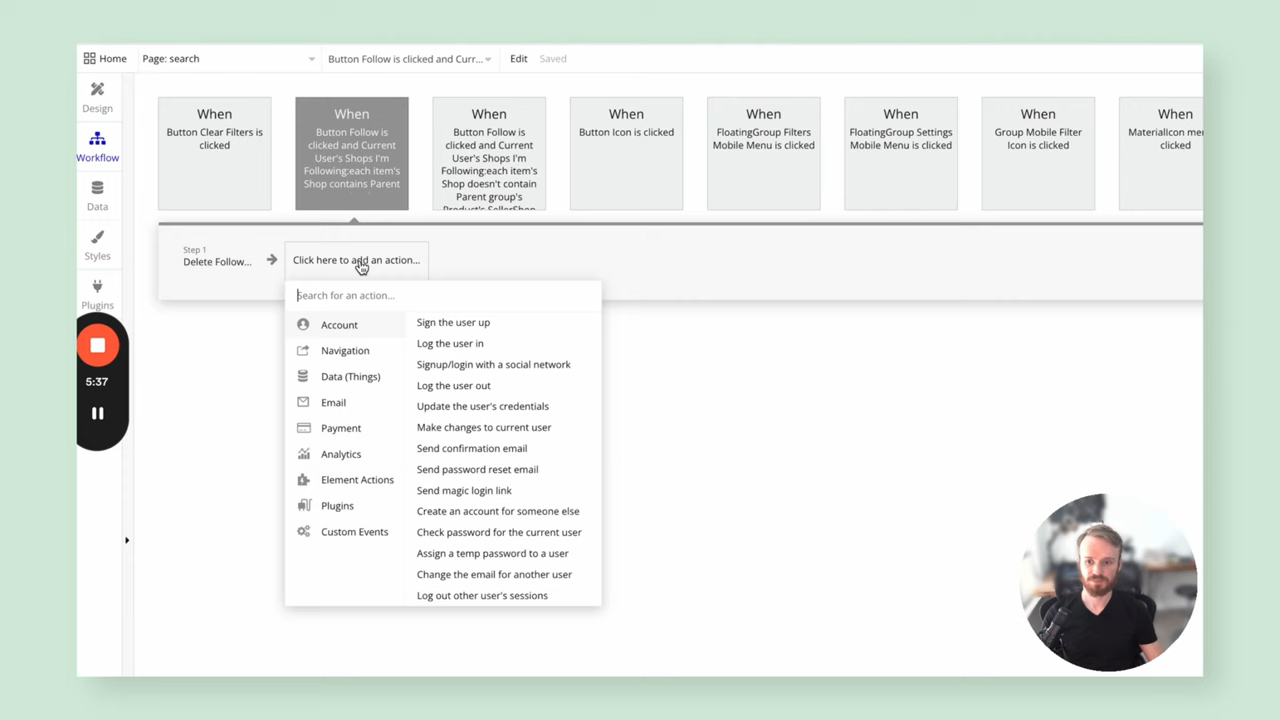 Home
Page: search
Button Follow is clicked and Curr...
Edit
Saved
Design
Workflow
Data
Styles
Plugins
5:37
When
Button Clear Filters is
clicked
When
Button Follow is
clicked and Current
User's Shops I'm
Following:each item's
Shop contains Parent
When
Button Follow is
clicked and Current
User's Shops I'm
Following:each item's
Shop doesn't contain
Parent group's
Product's SellerShop
When
Button Icon is clicked
When
FloatingGroup Filters
Mobile Menu is clicked
When
FloatingGroup Settings
Mobile Menu is clicked
When
Group Mobile Filter
Icon is clicked
When
MaterialIcon men
clicked
Step 1
Delete Follow...
Click here to add an action...
Search for an action...
Account
Navigation
Data (Things)
Email
Payment
Analytics
Element Actions
Plugins
Custom Events
Sign the user up
Log the user in
Signup/login with a social network
Log the user out
Update the user's credentials
Make changes to current user
Send confirmation email
Send password reset email
Send magic login link
Create an account for someone else
Check password for the current user
Assign a temp password to a user
Change the email for another user
Log out other user's sessions